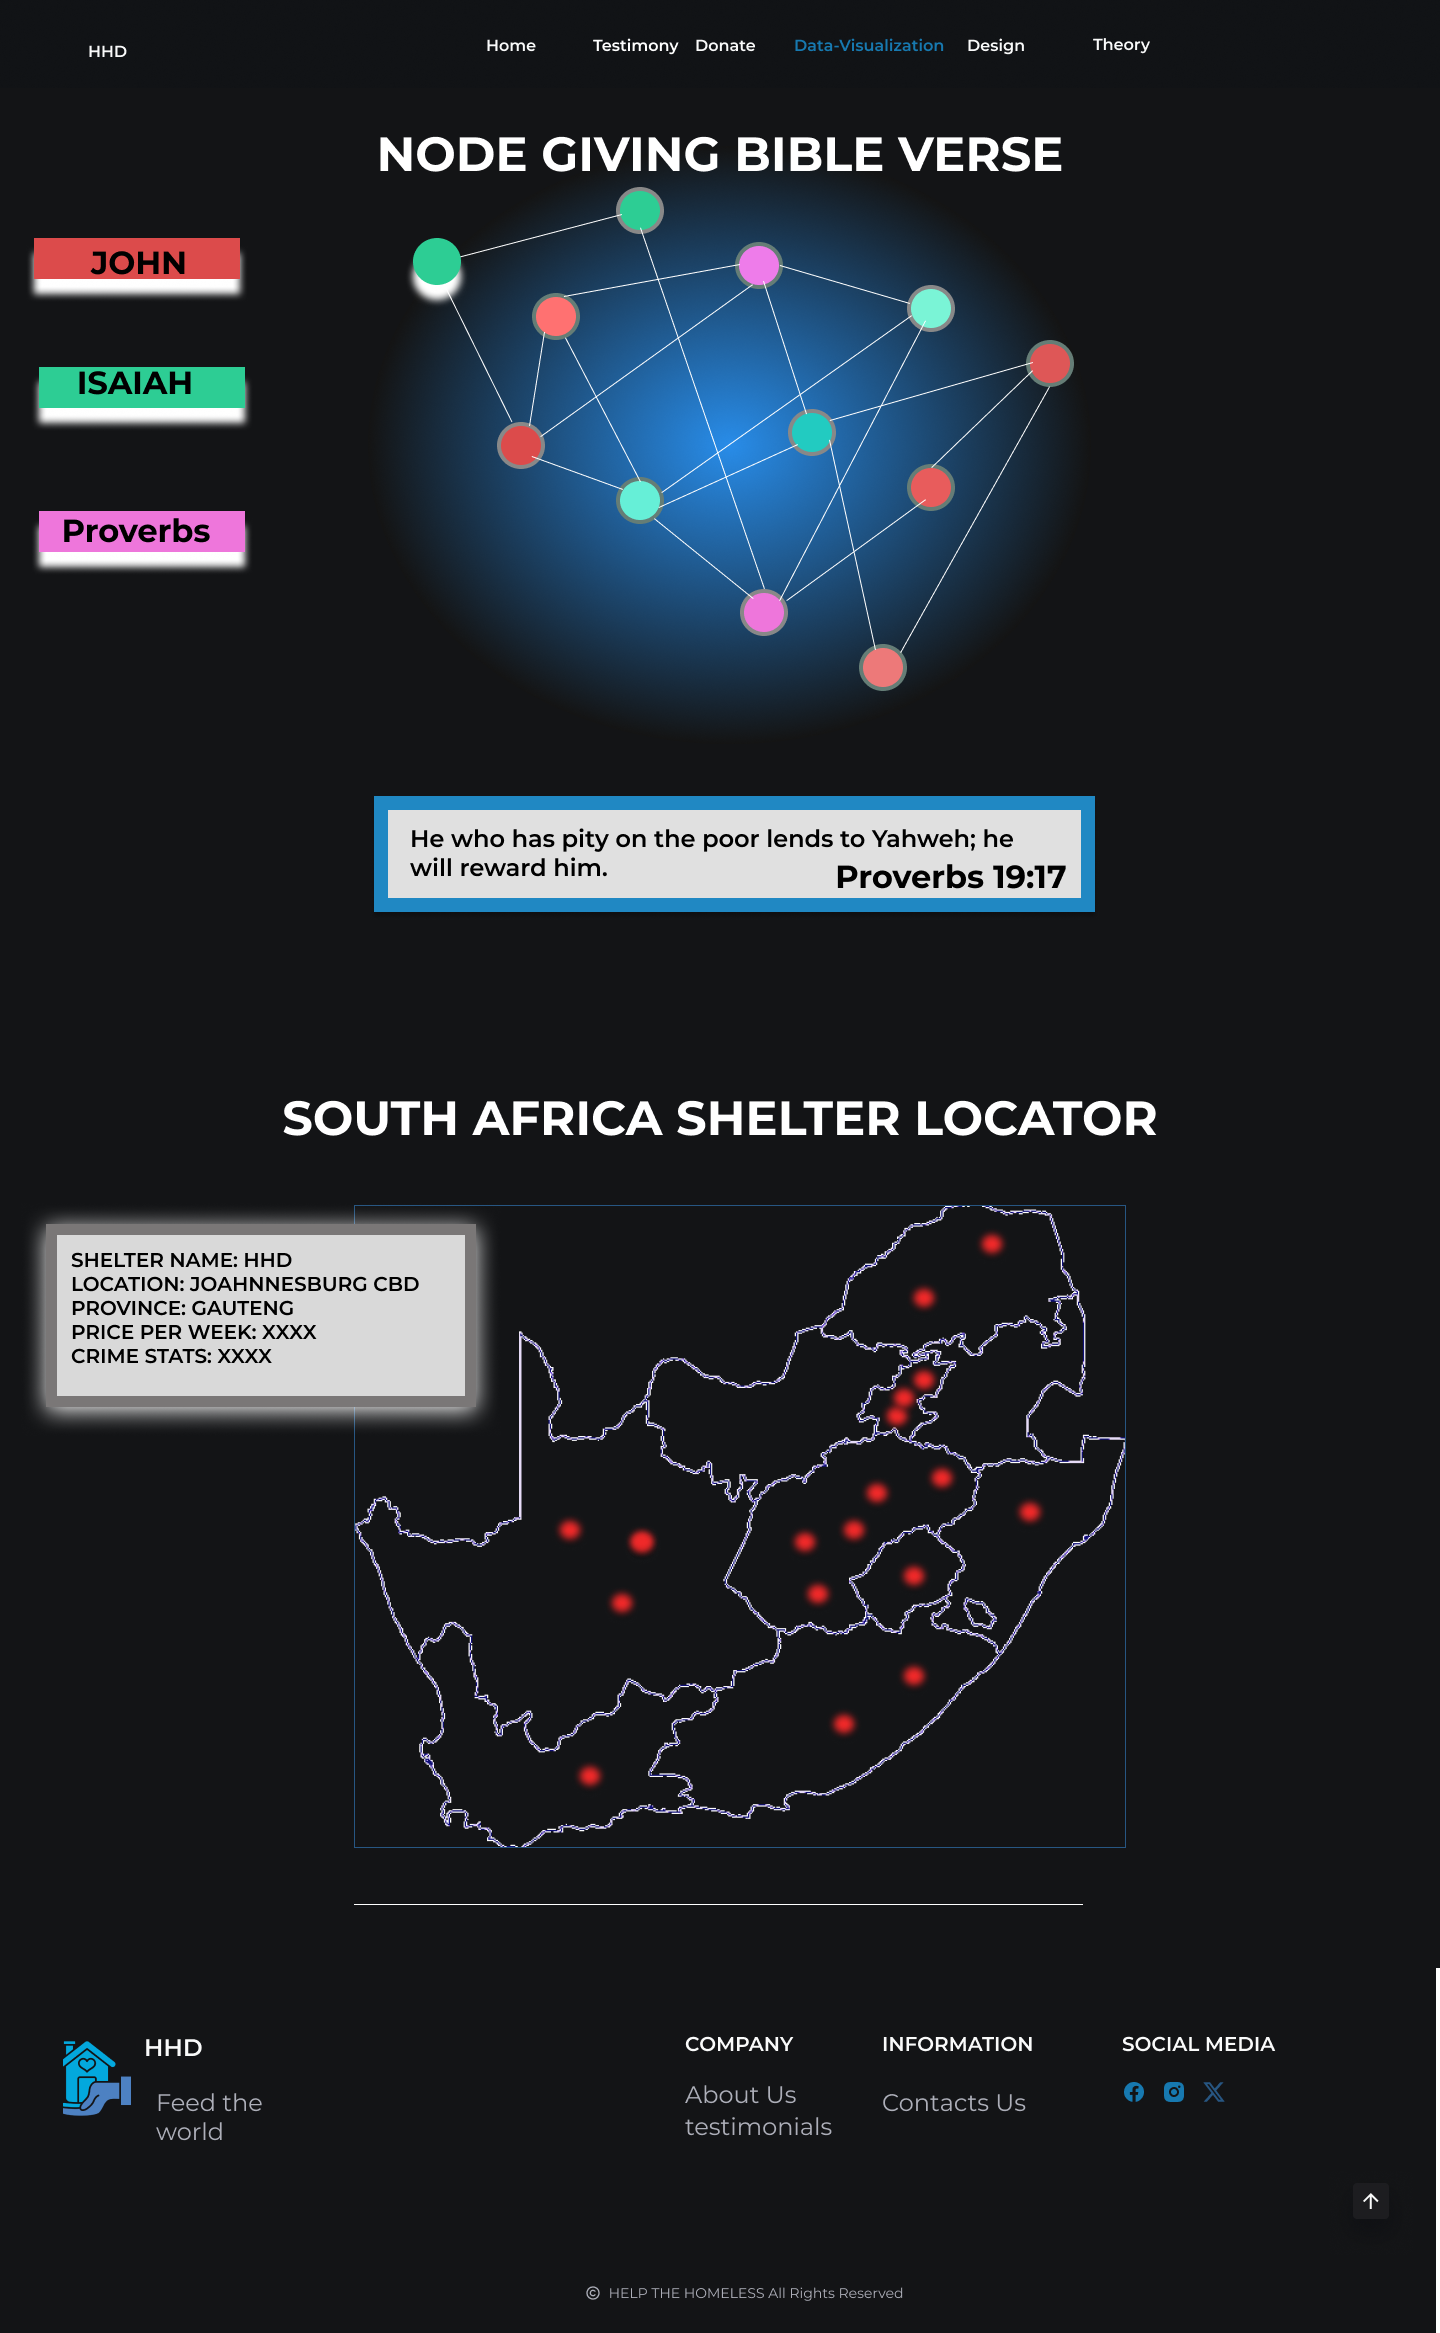 HHD
Home
Testimony
Donate
Data-Visualization
Design
Theory
NODE GIVING BIBLE VERSE
JOHN
ISAIAH
Proverbs
He who has pity on the poor lends to Yahweh; he
will reward him.
Proverbs 19:17
SOUTH AFRICA SHELTER LOCATOR
SHELTER NAME: HHD
LOCATION: JOAHNNESBURG CBD
PROVINCE: GAUTENG
PRICE PER WEEK: XXXX
CRIME STATS: XXXX
HHD
Feed the
world
COMPANY
About Us
testimonials
INFORMATION
Contacts Us
SOCIAL MEDIA
© HELP THE HOMELESS All Rights Reserved